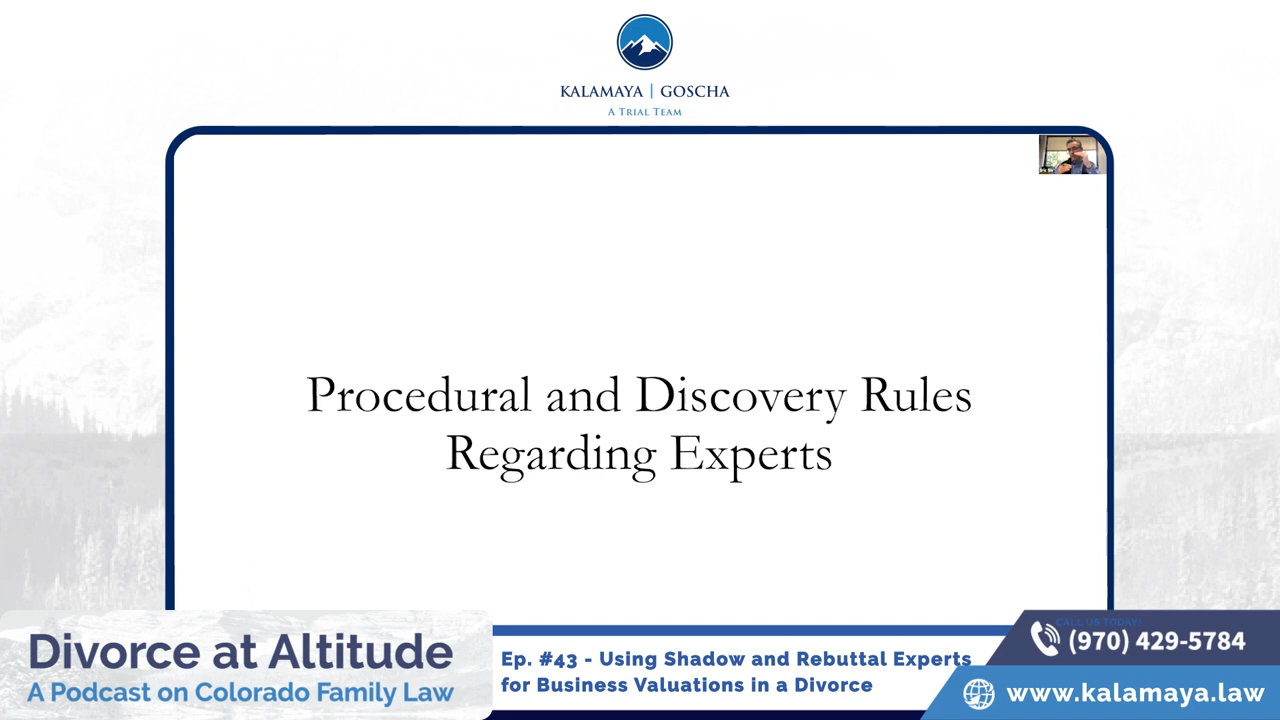 KALAMAYA | GOSCHA
A TRIAL TEAM
Procedural and Discovery Rules
Regarding Experts
Divorce at Altitude
A Podcast on Colorado Family Law
Ep. #43 - Using Shadow and Rebuttal Experts
for Business Valuations in a Divorce
CALL US TODAY!
(970) 429-5784
www.kalamaya.law